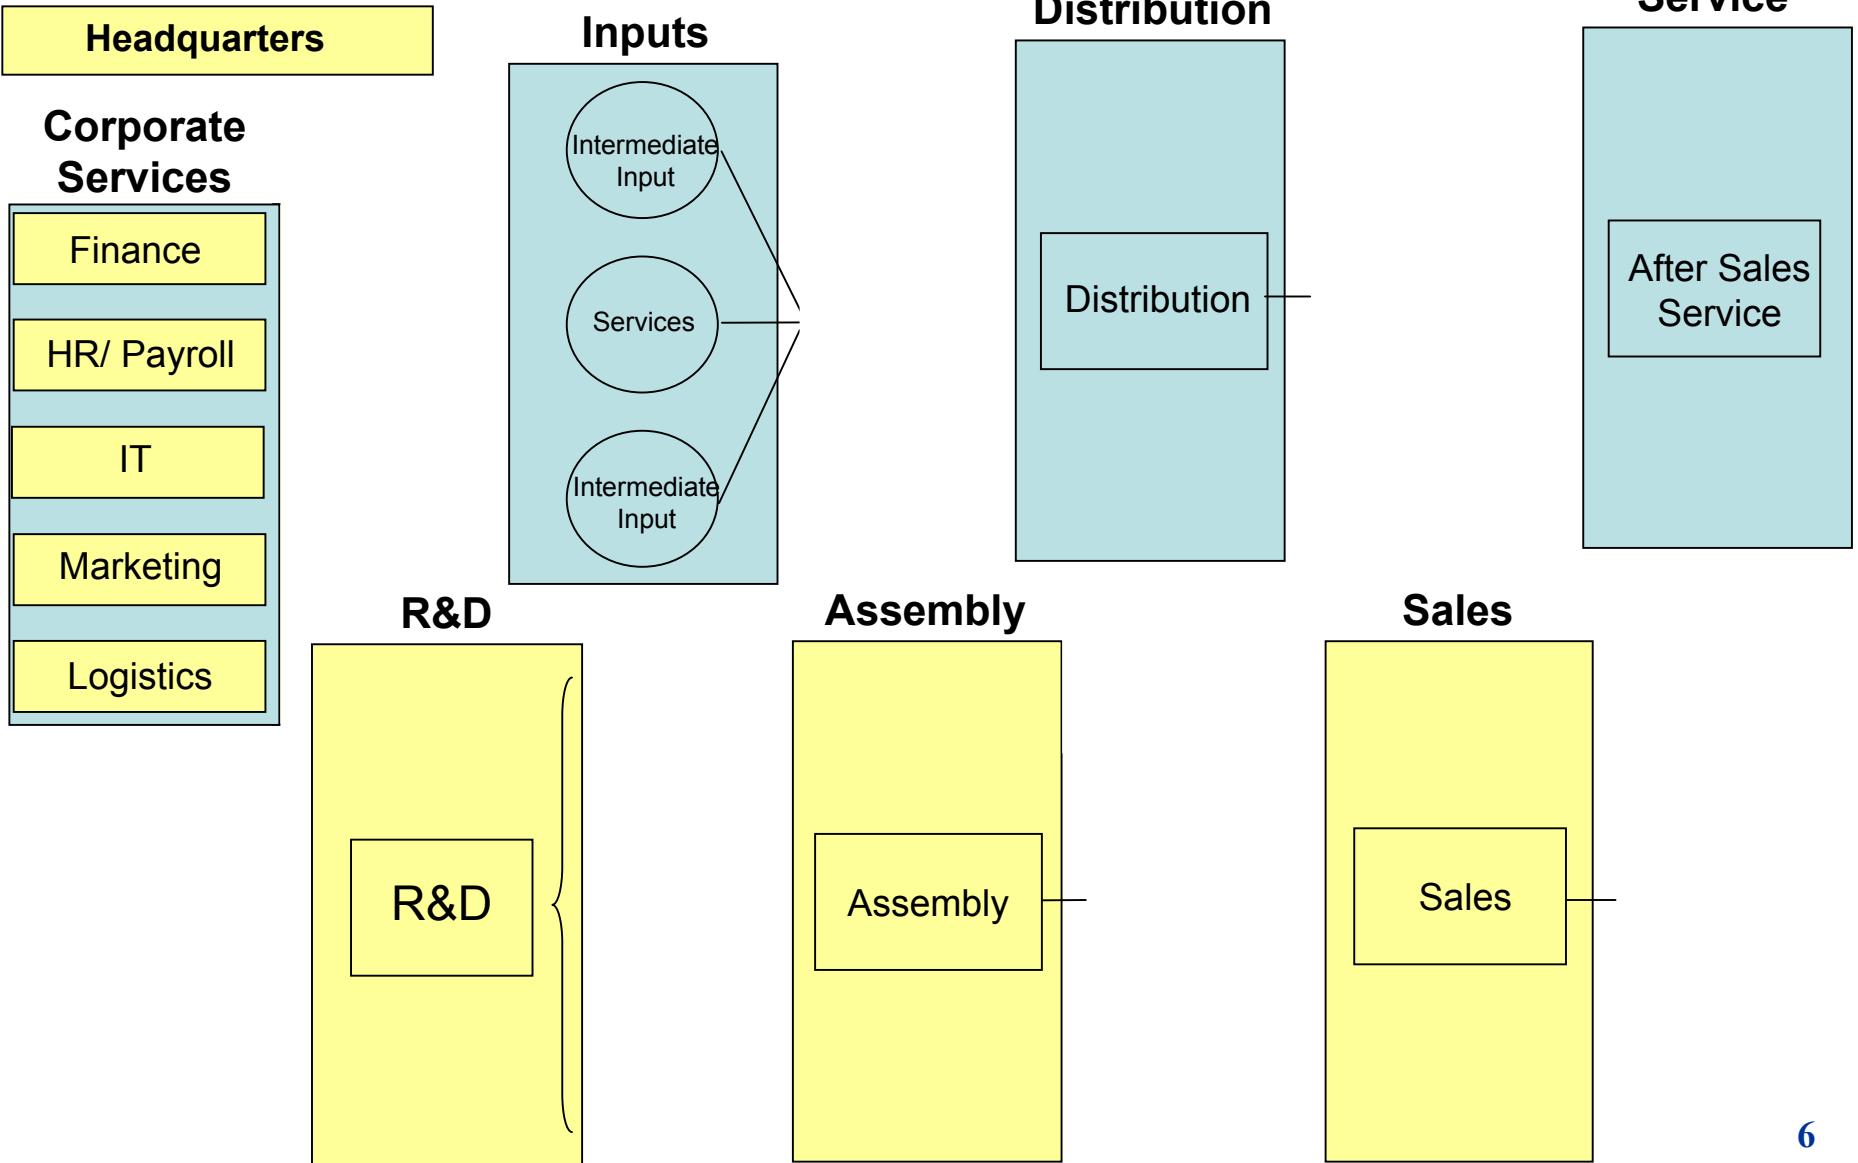 Headquarters
Corporate
Services
Finance
HR/ Payroll
IT
Marketing
Logistics
Inputs
Intermediate
Input
Services
Intermediate
Input
Distribution
Distribution
Service
After Sales
Service
R&D
R&D
Assembly
Assembly
Sales
Sales
6